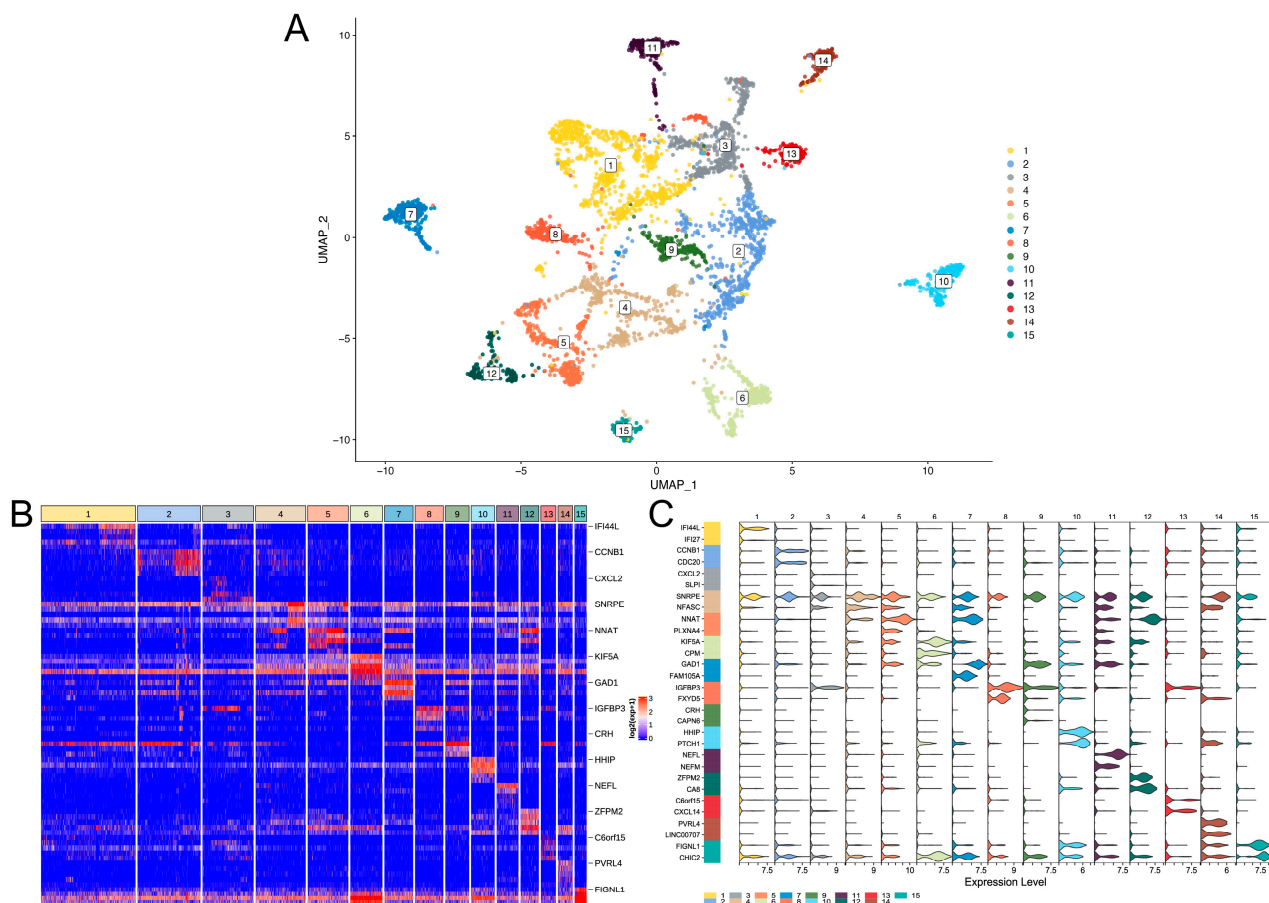 A
10
5
0
−5
−10
UMAP_2
−10
−5
0
5
10
UMAP_1
11
14
3
13
1
7
8
9
2
10
4
5
12
6
15
1
2
3
4
5
6
7
8
9
10
11
12
13
14
15
B
1 2 3 4 5 6 7 8 9 10 11 12 13 14 15
IFI44L
CCNB1
CXCL2
SNRPE
NNAT
KIF5A
GAD1
IGFBP3
CRH
HHIP
NEFL
ZFPM2
C6orf15
PVRL4
FIGNL1
log2(exp+1)
3
2
1
0
C
1 2 3 4 5 6 7 8 9 10 11 12 13 14 15
IFI44L
IFI27
CCNB1
CDC20
CXCL2
SLPI
SNRPE
NFASC
NNAT
PLXNA4
KIF5A
CPM
GAD1
FAM105A
IGFBP3
FXYD5
CRH
CAPN6
HHIP
PTCH1
NEFL
NEFM
ZFPM2
CA8
C6orf15
CXCL14
PVRL4
LINC00707
FIGNL1
CHIC2
7.5 7.5 9 9 10 7.5 7.5 9 7.5 6 7.5 7.5 7.5 6 7.5
Expression Level
1 3 5 7 9 11 13 15
2 4 6 8 10 12 14